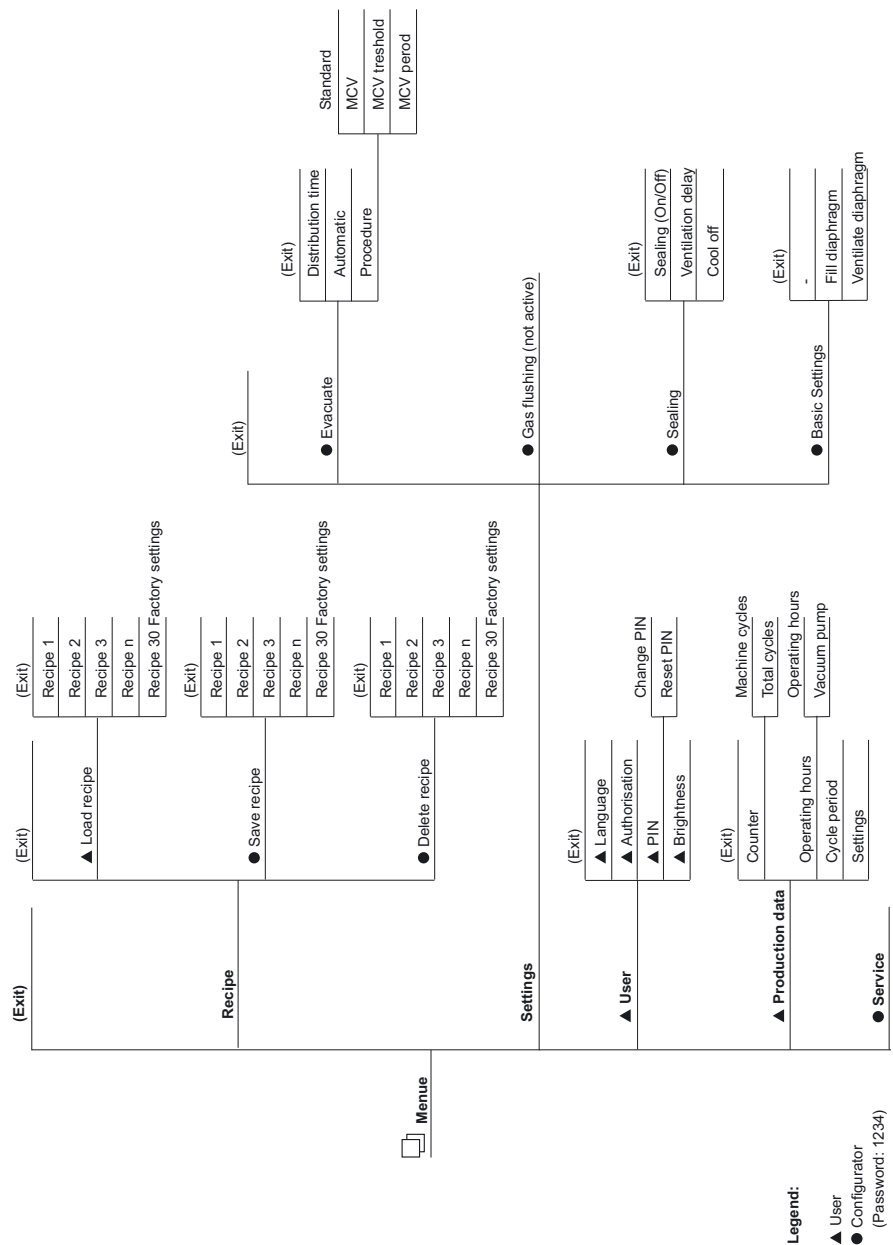 Menue
(Exit)
Recipe
(Exit)
▲ Load recipe
(Exit)
Recipe 1
Recipe 2
Recipe 3
Recipe n
Recipe 30 Factory settings
● Save recipe
(Exit)
Recipe 1
Recipe 2
Recipe 3
Recipe n
Recipe 30 Factory settings
● Delete recipe
(Exit)
Recipe 1
Recipe 2
Recipe 3
Recipe n
Recipe 30 Factory settings
Settings
(Exit)
● Evacuate
(Exit)
Distribution time
Automatic
Procedure
Standard
MCV
MCV treshold
MCV perod
● Gas flushing (not active)
● Sealing
(Exit)
Sealing (On/Off)
Ventilation delay
Cool off
● Basic Settings
(Exit)
-
Fill diaphragm
Ventilate diaphragm
▲ User
(Exit)
▲ Language
▲ Authorisation
▲ PIN
▲ Brightness
Change PIN
Reset PIN
▲ Production data
(Exit)
Counter
Machine cycles
Total cycles
Operating hours
Operating hours
Vacuum pump
Cycle period
Settings
● Service
Legend:
▲ User
● Configurator
(Password: 1234)